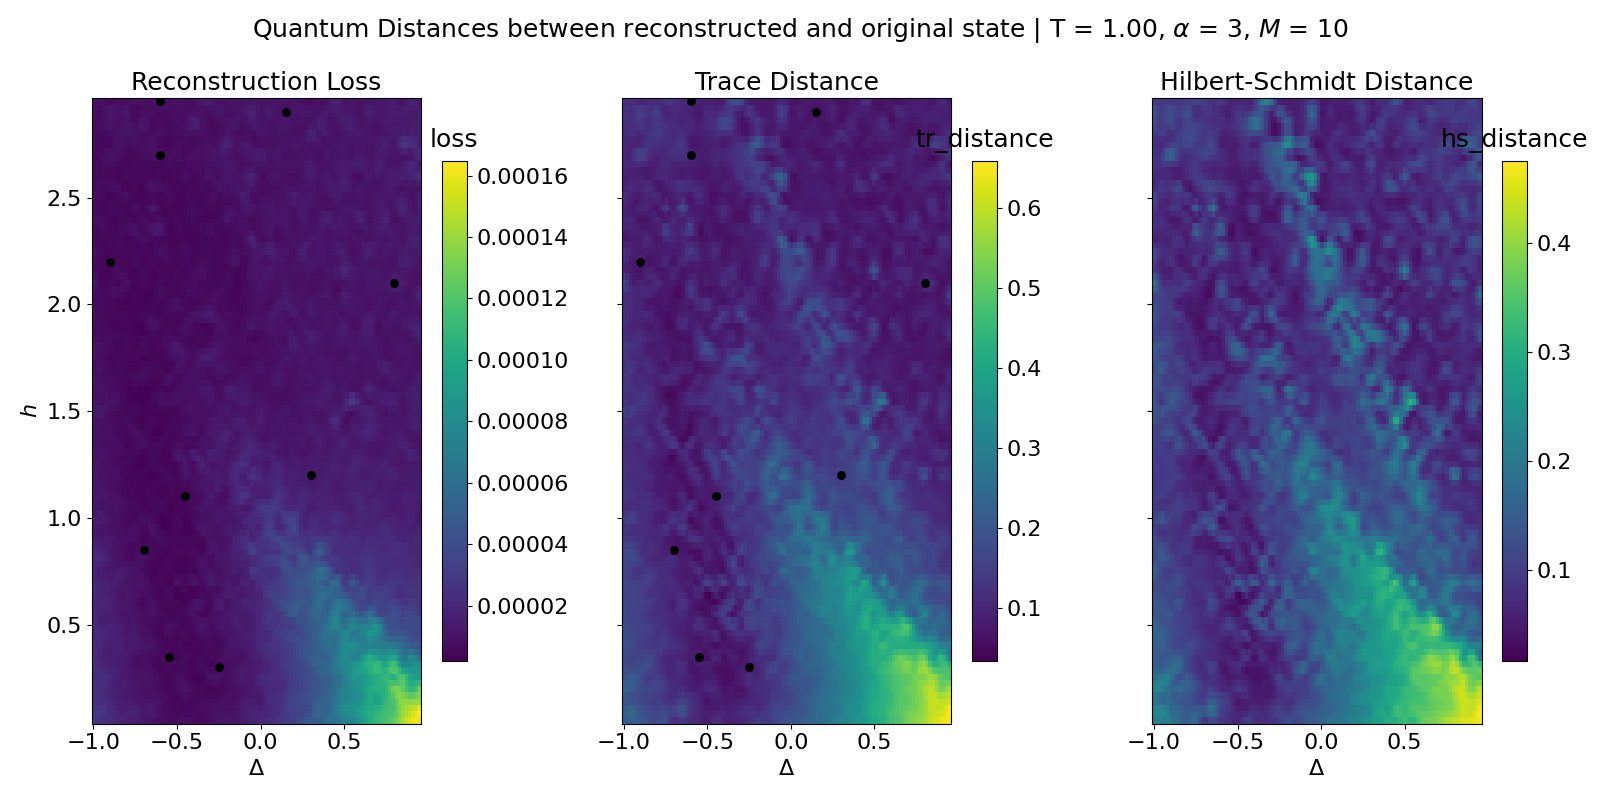 Quantum Distances between reconstructed and original state | T = 1.00, α = 3, M = 10
Reconstruction Loss
Trace Distance
Hilbert-Schmidt Distance
loss
tr_distance
hs_distance
0.00016
0.00014
0.00012
0.00010
0.00008
0.00006
0.00004
0.00002
0.6
0.5
0.4
0.3
0.2
0.1
0.4
0.3
0.2
0.1
2.5
2.0
1.5
1.0
0.5
h
−1.0 −0.5 0.0 0.5
−1.0 −0.5 0.0 0.5
−1.0 −0.5 0.0 0.5
Δ
Δ
Δ